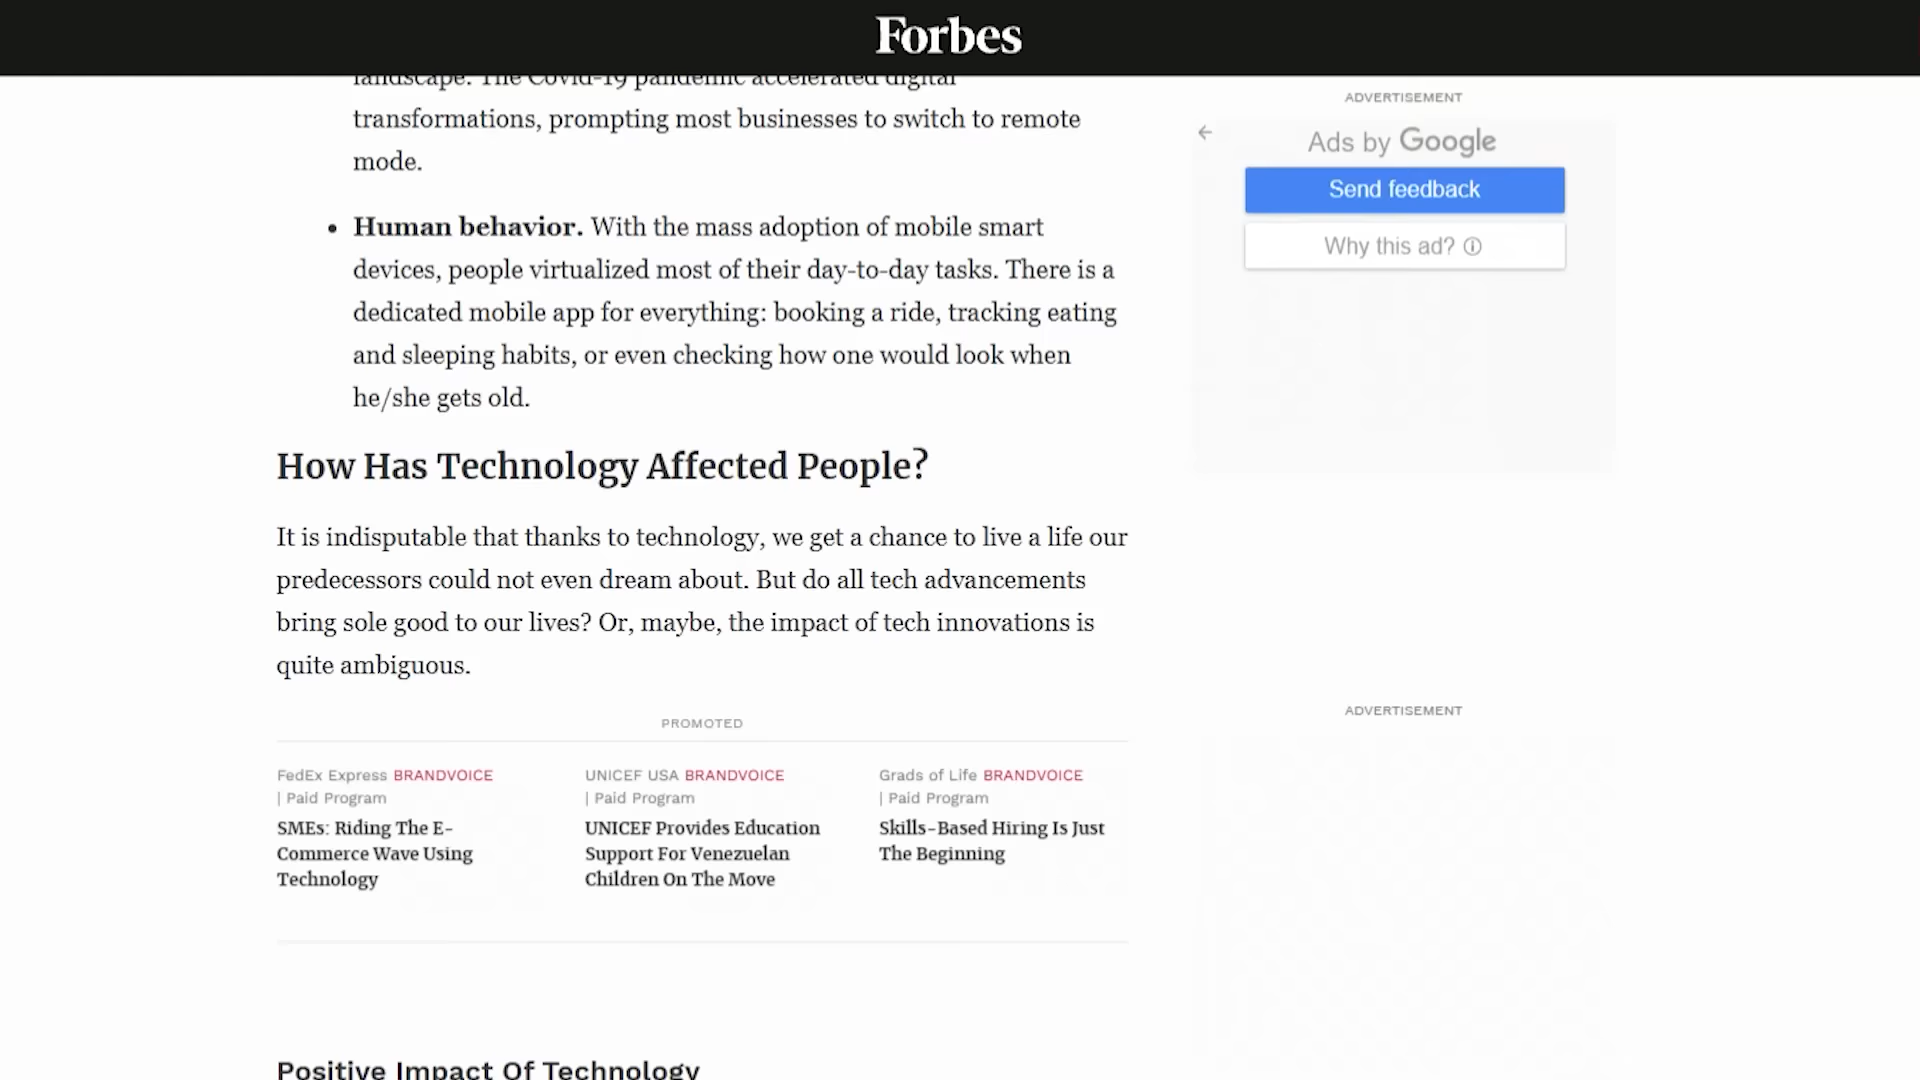 Forbes
landscape. The Covid-19 pandemic accelerated digital
transformations, prompting most businesses to switch to remote
mode.
• Human behavior. With the mass adoption of mobile smart
devices, people virtualized most of their day-to-day tasks. There is a
dedicated mobile app for everything: booking a ride, tracking eating
and sleeping habits, or even checking how one would look when
he/she gets old.
How Has Technology Affected People?
It is indisputable that thanks to technology, we get a chance to live a life our
predecessors could not even dream about. But do all tech advancements
bring sole good to our lives? Or, maybe, the impact of tech innovations is
quite ambiguous.
PROMOTED
FedEx Express BRANDVOICE
| Paid Program
SMEs: Riding The E-
Commerce Wave Using
Technology
UNICEF USA BRANDVOICE
| Paid Program
UNICEF Provides Education
Support For Venezuelan
Children On The Move
Grads of Life BRANDVOICE
| Paid Program
Skills-Based Hiring Is Just
The Beginning
Positive Impact Of Technology
ADVERTISEMENT
Ads by Google
Send feedback
Why this ad?
ADVERTISEMENT